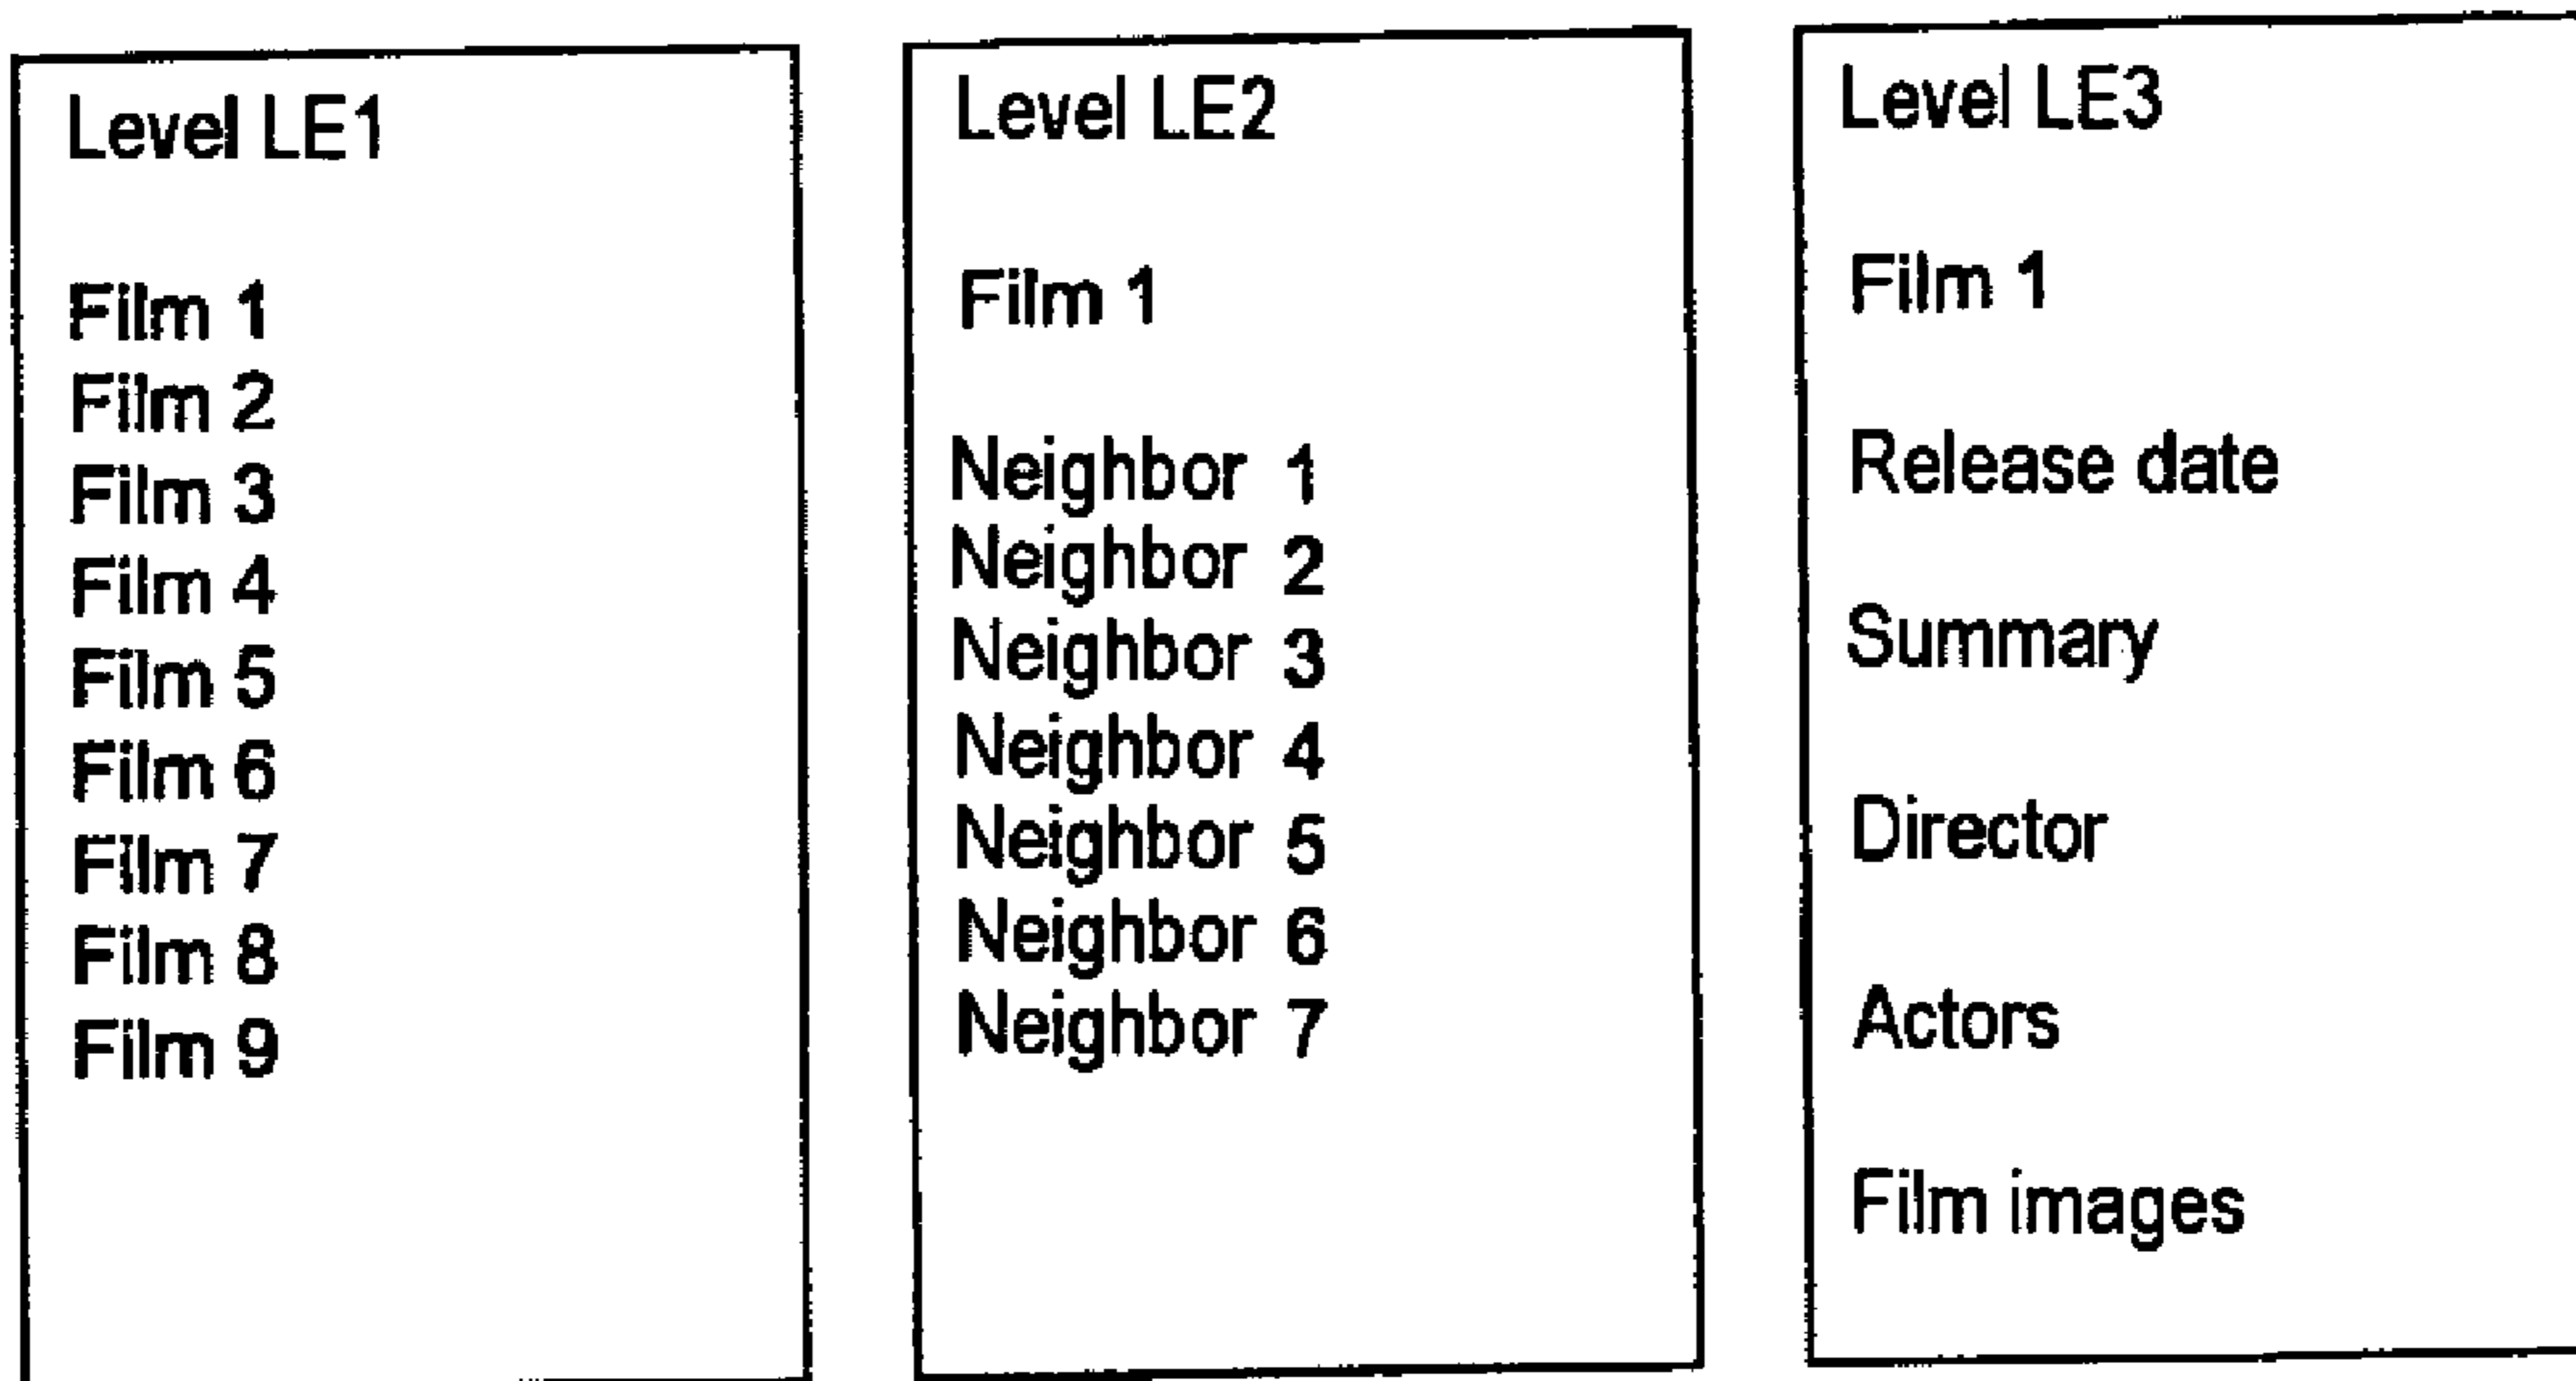 Level LE1
Film 1
Film 2
Film 3
Film 4
Film 5
Film 6
Film 7
Film 8
Film 9
Level LE2
Film 1
Neighbor 1
Neighbor 2
Neighbor 3
Neighbor 4
Neighbor 5
Neighbor 6
Neighbor 7
Level LE3
Film 1
Release date
Summary
Director
Actors
Film images